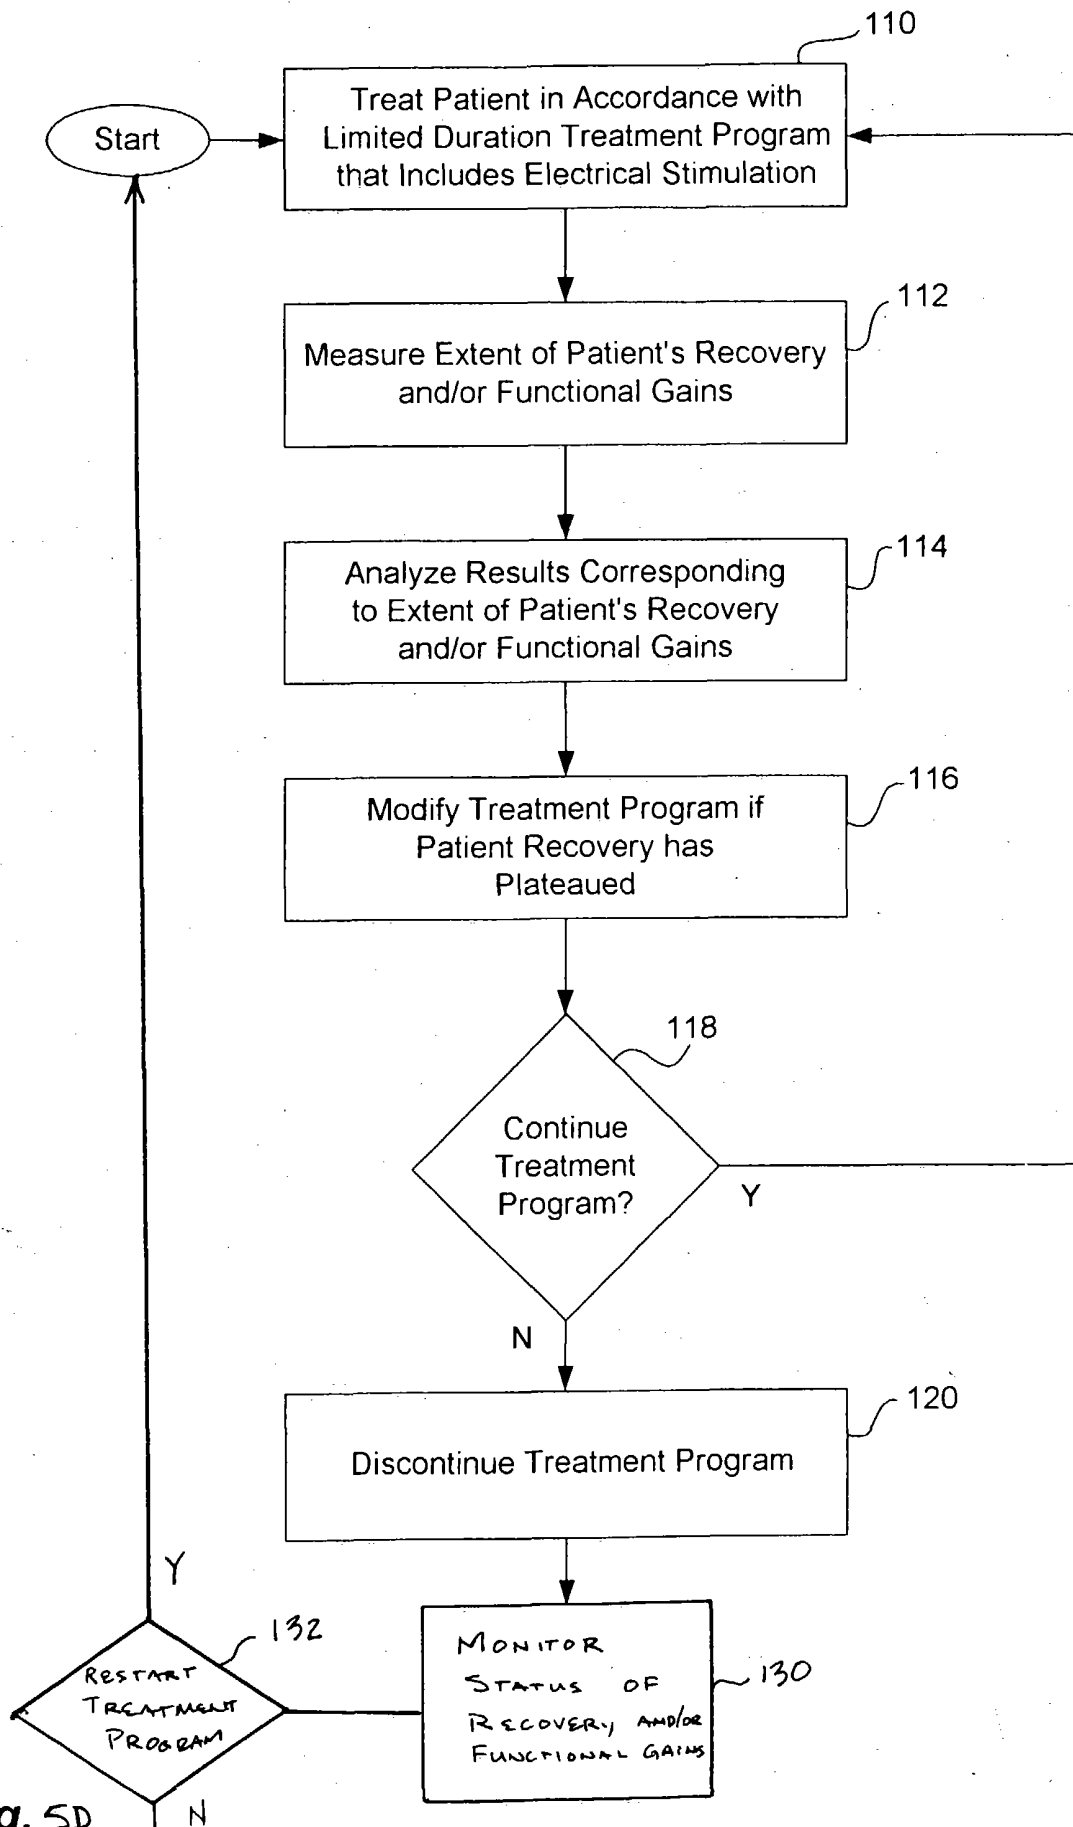 110
Treat Patient in Accordance with
Limited Duration Treatment Program
that Includes Electrical Stimulation
Start
112
Measure Extent of Patient's Recovery
and/or Functional Gains
114
Analyze Results Corresponding
to Extent of Patient's Recovery
and/or Functional Gains
116
Modify Treatment Program if
Patient Recovery has
Plateaued
118
Continue
Treatment
Program?
Y
N
120
Discontinue Treatment Program
Y
132
RESTART
TREATMENT
PROGRAM
MONITOR
STATUS OF
RECOVERY AND/OR
FUNCTIONAL GAINS
130
N
g. 5D